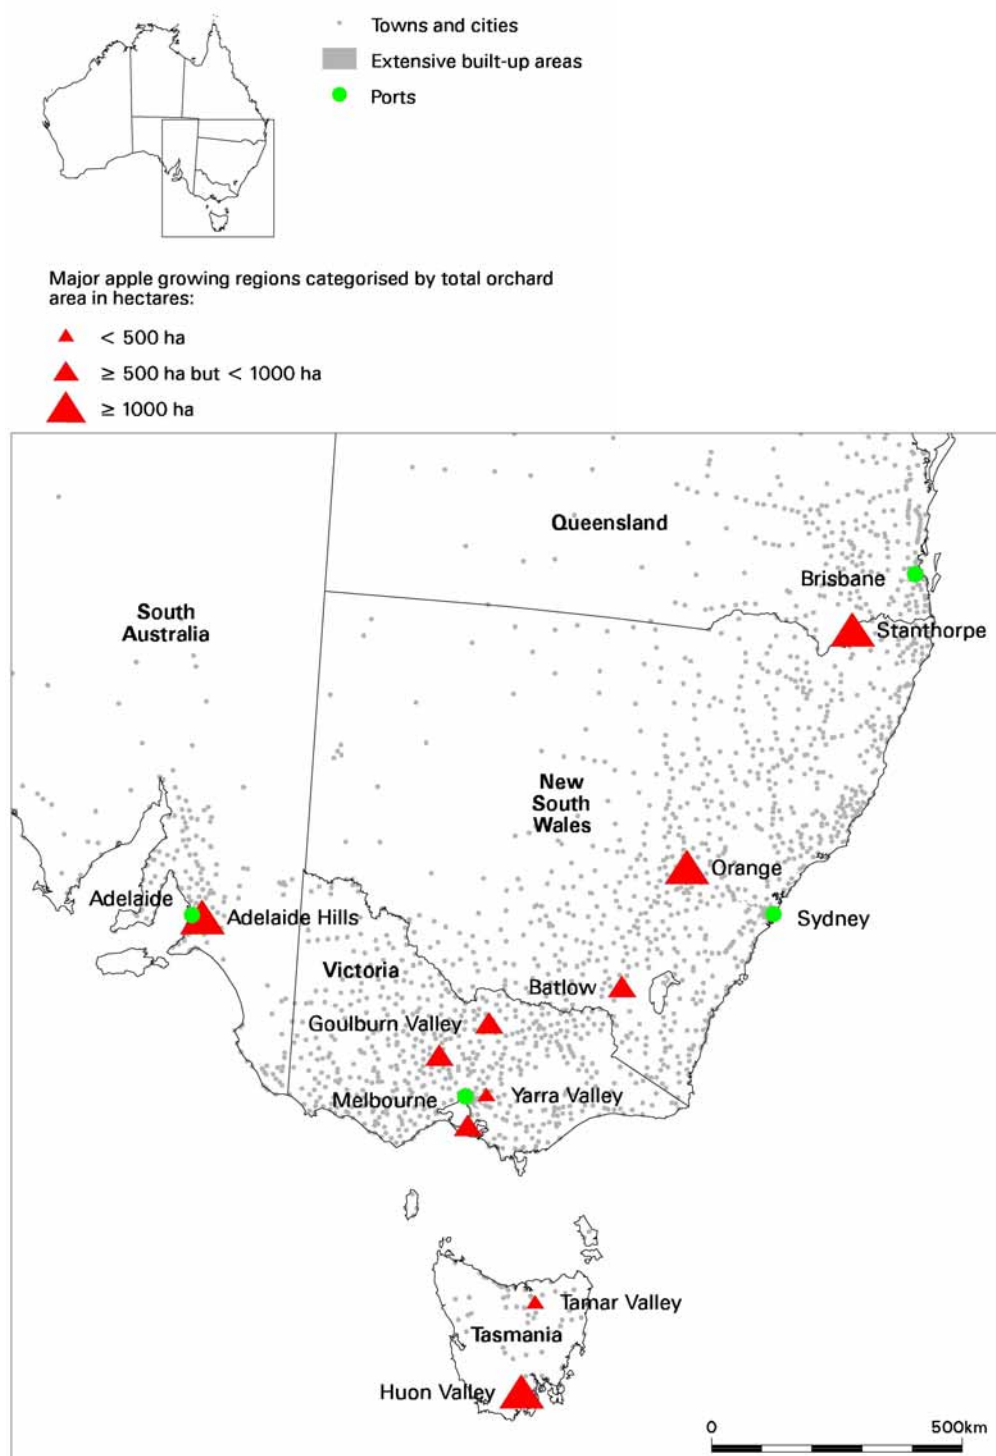 Towns and cities
Extensive built-up areas
Ports
Major apple growing regions categorised by total orchard
area in hectares:
< 500 ha
≥ 500 ha but < 1000 ha
≥ 1000 ha
Queensland
Brisbane
South
Australia
Stanthorpe
New
South
Wales
Orange
Adelaide
Adelaide Hills
Sydney
Victoria
Batlow
Goulburn Valley
Melbourne
Yarra Valley
Tamar Valley
Tasmania
Huon Valley
0
500km